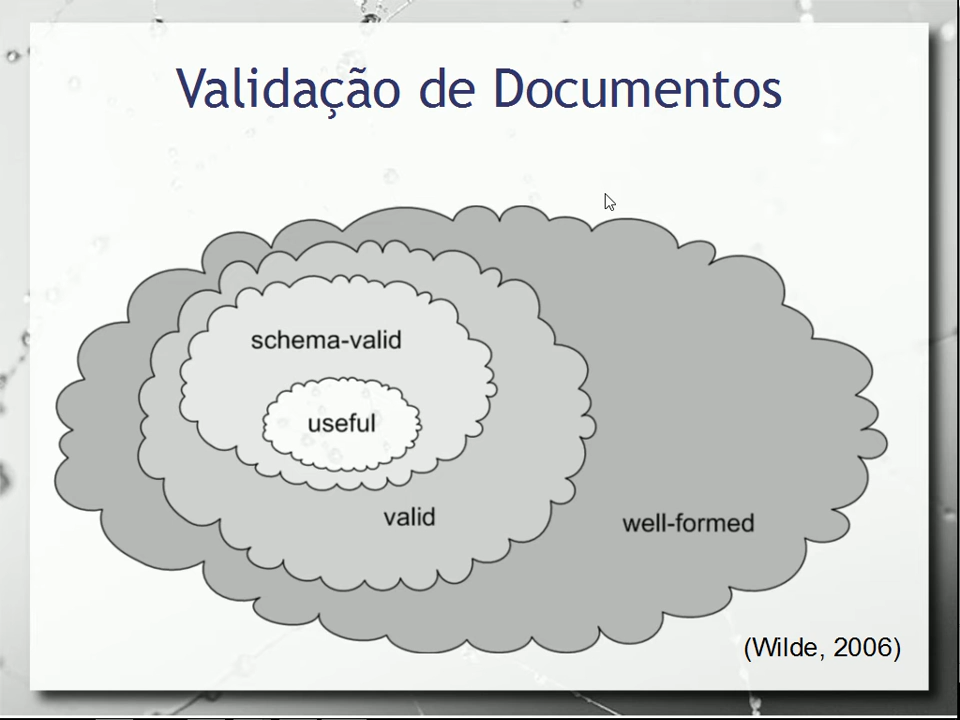 Validação de Documentos
schema-valid
useful
valid
well-formed
(Wilde, 2006)